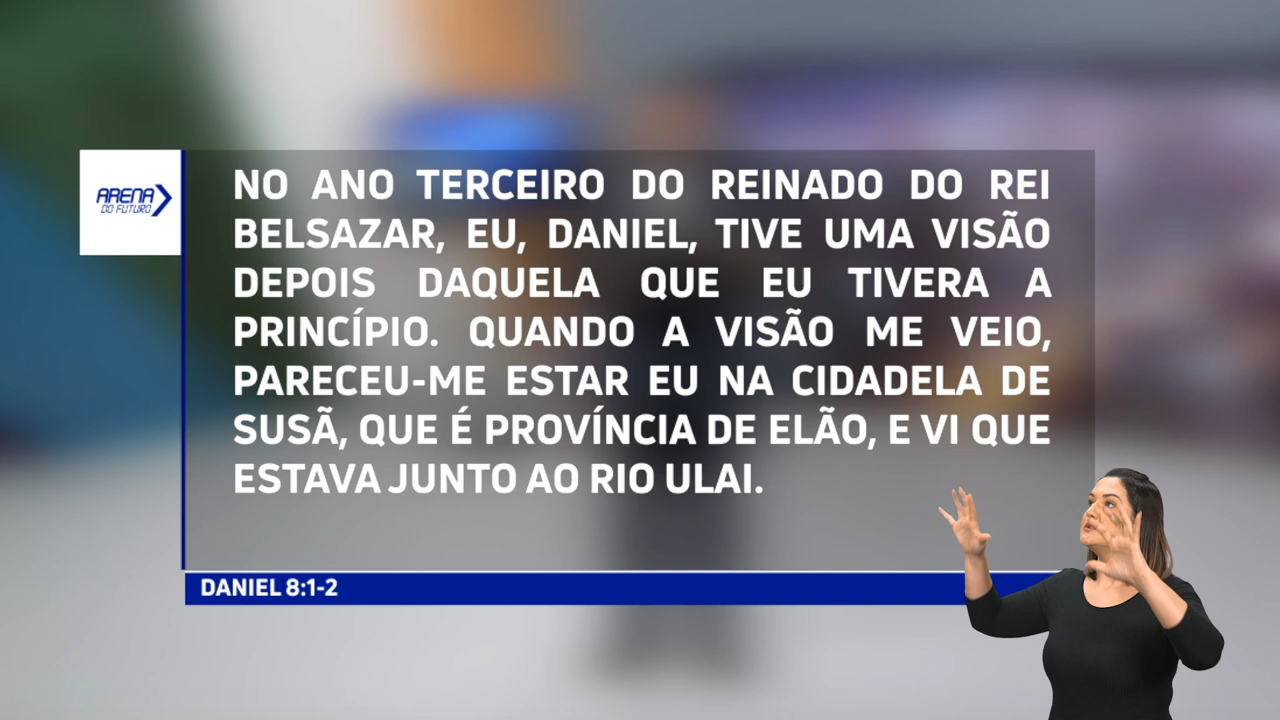 ARENA
DO FUTURO
NO ANO TERCEIRO DO REINADO DO REI
BELSAZAR, EU, DANIEL, TIVE UMA VISÃO
DEPOIS DAQUELA QUE EU TIVERA A
PRINCÍPIO. QUANDO A VISÃO ME VEIO,
PARECEU-ME ESTAR EU NA CIDADELA DE
SUSÃ, QUE É PROVÍNCIA DE ELÃO, E VI QUE
ESTAVA JUNTO AO RIO ULAI.
DANIEL 8:1-2